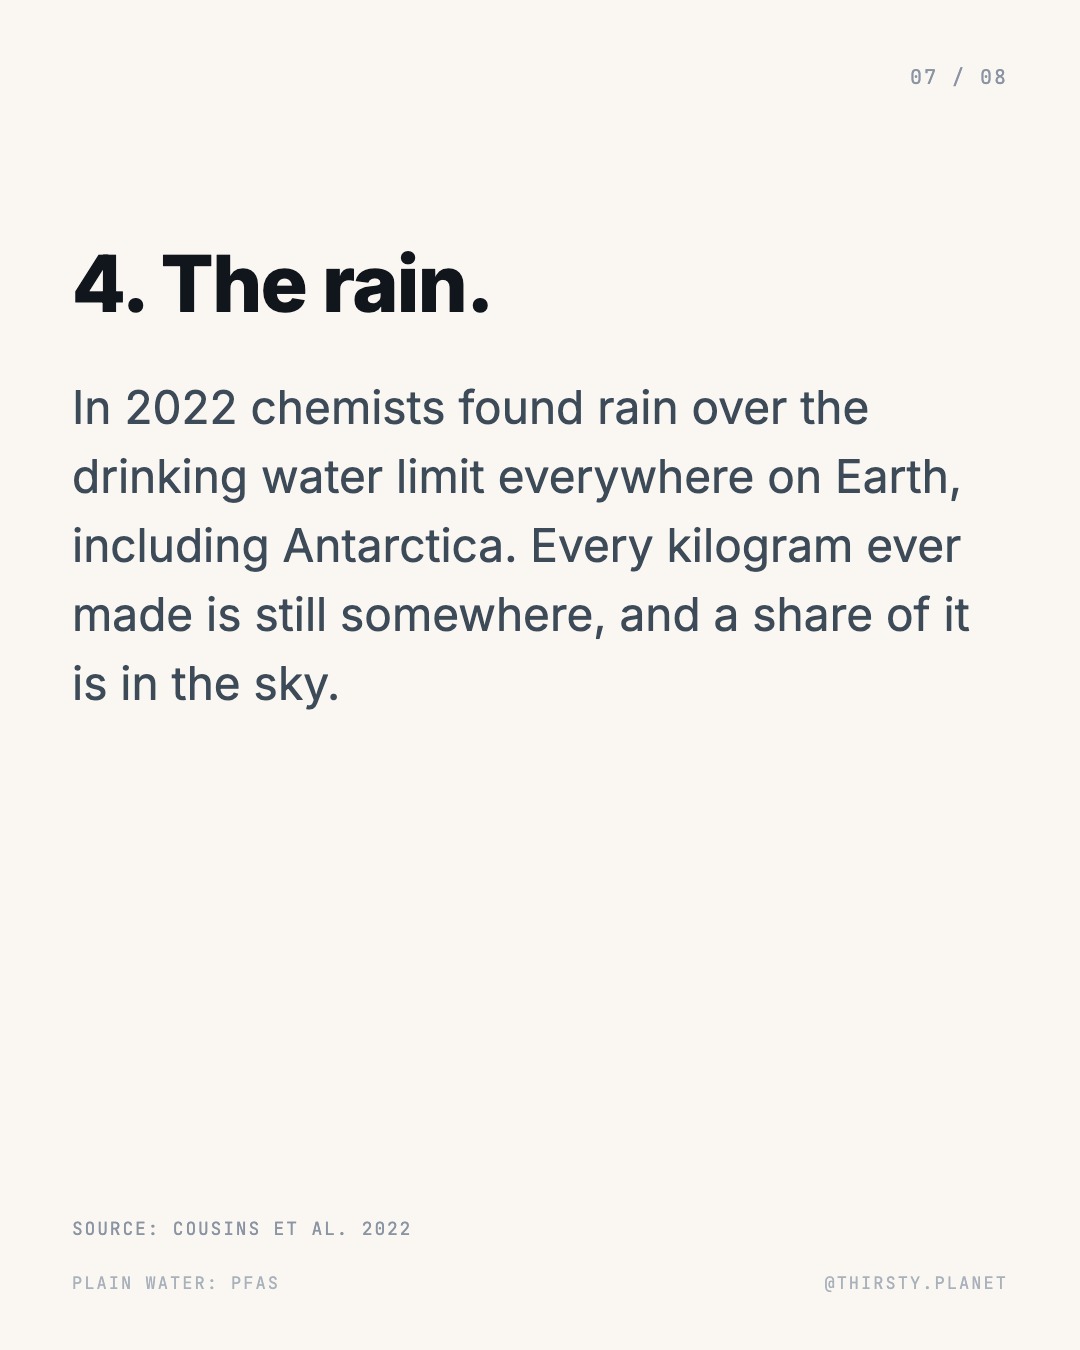 07 / 08
4. The rain.
In 2022 chemists found rain over the
drinking water limit everywhere on Earth,
including Antarctica. Every kilogram ever
made is still somewhere, and a share of it
is in the sky.
SOURCE: COUSINS ET AL. 2022
PLAIN WATER: PFAS
@THIRSTY.PLANET